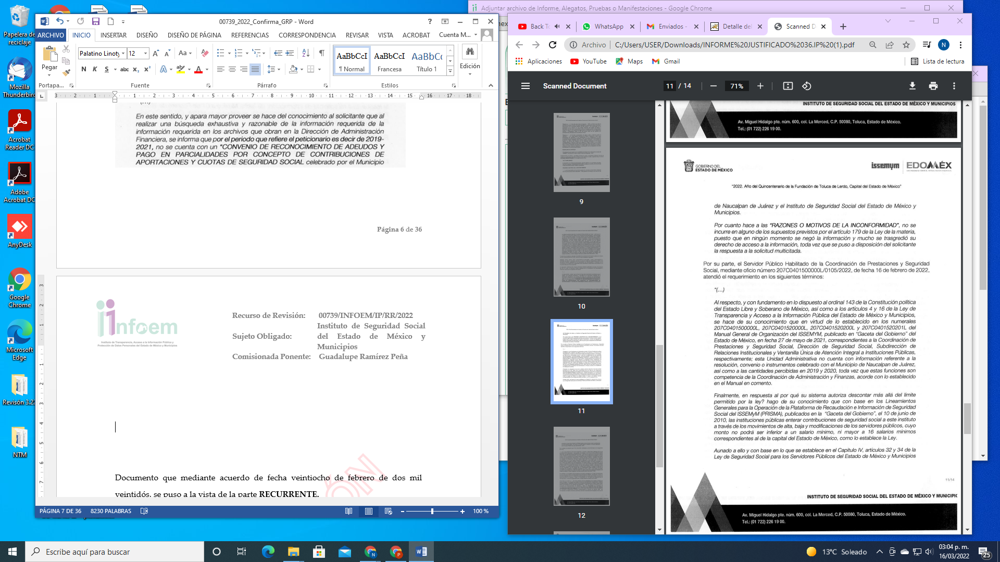 Papelera de
reciclaje
Mozilla
Thunderbird
Acrobat
Reader DC
Adobe
Acrobat DC
AnyDesk
Google
Chrome
Microsoft
Edge
Revisón 3.22
NTM
00739_2022_Confirma_GRP - Word
ARCHIVO INICIO INSERTAR DISEÑO DISEÑO DE PÁGINA REFERENCIAS CORRESPONDENCIA REVISAR VISTA ACROBAT Cuenta M...
Pegar
Palatino Linoty 12
N K S abc x₂ x²
AaBbCcI AaBbCcI AaBbCc
¶ Normal Francesa Título 1
Edición
Portapa... Fuente Párrafo Estilos
3 2 1 1 2 3 4 5 6 7 8 9 10 11 12 13 14 15 16 17 18
(...)
En este sentido, y apara mayor proveer se hace del conocimiento al solicitante que al
realizar una búsqueda exhaustiva y razonable de la información requerida de la
información requerida en los archivos que obran en la Dirección de Administración
Financiera, se informa que por el periodo que refiere el peticionario es decir de 2019-
2021, no se cuenta con un "CONVENIO DE RECONOCIMIENTO DE ADEUDOS Y
PAGO EN PARCIALIDADES POR CONCEPTO DE CONTRIBUCIONES DE
APORTACIONES Y CUOTAS DE SEGURIDAD SOCIAL celebrado por el Municipio
Página 6 de 36
infoem
Instituto de Transparencia, Acceso a la Información Pública y
Protección de Datos Personales del Estado de México y Municipios
Recurso de Revisión: 00739/INFOEM/IP/RR/2022
Sujeto Obligado: Instituto de Seguridad Social
del Estado de México y
Municipios
Comisionada Ponente: Guadalupe Ramírez Peña
Documento que mediante acuerdo de fecha veintiocho de febrero de dos mil
veintidós, se puso a la vista de la parte RECURRENTE.
ÓN
PÁGINA 7 DE 36 8230 PALABRAS 100 %
Adjuntar archivo de Informe, Alegatos, Pruebas o Manifestaciones - Google Chrome
Back To WhatsApp Enviados - Detalle del Scanned D
Archivo C:/Users/USER/Downloads/INFORME%20JUSTIFICADO%2036.IP%20(1).pdf N
Aplicaciones YouTube Maps Gmail Lista de lectura
Scanned Document 11 / 14 71%
9
10
11
12
INSTITUTO DE SEGURIDAD SOCIAL DEL ESTADO DE MÉXICO Y MUNICIPIOS
Av. Miguel Hidalgo pte. núm. 600, col. La Merced, C.P. 50080, Toluca, Estado de México.
Tel.: (01 722) 226 19 00.
GOBIERNO DEL
ESTADO DE MÉXICO
issemym EDOMÉX
"2022. Año del Quincentenario de la Fundación de Toluca de Lerdo, Capital del Estado de México"
de Naucalpan de Juárez y el Instituto de Seguridad Social del Estado de México y
Municipios.
Por cuanto hace a las "RAZONES O MOTIVOS DE LA INCONFORMIDAD", no se
incurre en alguno de los supuestos previstos por el artículo 179 de la Ley de la materia,
puesto que en ningún momento se negó la información y mucho se trasgredió su
derecho de acceso a la información, toda vez que se puso a disposición del solicitante
la respuesta a la solicitud multicitada.
Por su parte, el Servidor Público Habilitado de la Coordinación de Prestaciones y Seguridad
Social, mediante oficio número 207C0401500000L/0105/2022, de fecha 16 de febrero de 2022,
atendió el requerimiento en los siguientes términos:
"(...)
Al respecto, y con fundamento en lo dispuesto al ordinal 143 de la Constitución política
del Estado Libre y Soberano de México, así como a los artículos 4 y 16 de la Ley de
Transparencia y Acceso a la Información Pública del Estado de México y Municipios,
se hace de su conocimiento que en virtud de lo establecido en los numerales
207C0401500000L, 207C0401520000L, 207C0401520200L y 207C0401520201L del
Manual General de Organización del ISSEMYM, publicado en "Gaceta del Gobierno" del
Estado de México, en fecha 27 de mayo de 2021, correspondientes a la Coordinación de
Prestaciones y Seguridad Social, Dirección de Seguridad Social, Subdirección de
Relaciones Institucionales y Ventanilla Única de Atención Integral a Instituciones Públicas,
respectivamente; esta Unidad Administrativa no cuenta con información referente a la
resolución, convenio o instrumentos celebrado con el Municipio de Naucalpan de Juárez,
así como a las cantidades percibidas en 2019 y 2020, toda vez que estas funciones son
competencia de la Coordinación de Administración y Finanzas, acorde con lo establecido
en el Manual en comento.
Finalmente, en respuesta al por qué su sistema autoriza descontar más allá del límite
permitido por la ley? hago de su conocimiento que con base en los Lineamientos
Generales para la Operación de la Plataforma de Recaudación e Información de Seguridad
Social del ISSEMyM (PRISMA), publicados en la "Gaceta del Gobierno", el 10 de junio de
2010, las instituciones públicas enterar contribuciones de seguridad social a este instituto
a través de los movimientos de alta, baja y modificaciones de los servidores públicos, cuyo
monto no podrá ser inferior a un salario mínimo, ni mayor a 16 salarios mínimos
correspondientes al de la capital del Estado de México, como lo establece la Ley.
Aunado a ello y con base en lo que se establece en el Capítulo IV, artículos 32 y 34 de la
Ley de Seguridad Social para los Servidores Públicos del Estado de México y Municipios
11/14
INSTITUTO DE SEGURIDAD SOCIAL DEL ESTADO DE MÉXICO Y MUNICIPIO
Av. Miguel Hidalgo pte. núm. 600, col. La Merced, C.P. 50080, Toluca, Estado de México.
Tel.: (01 722) 226 19 00.
Escribe aquí para buscar
13°C Soleado
03:04 p. m.
16/03/2022
25